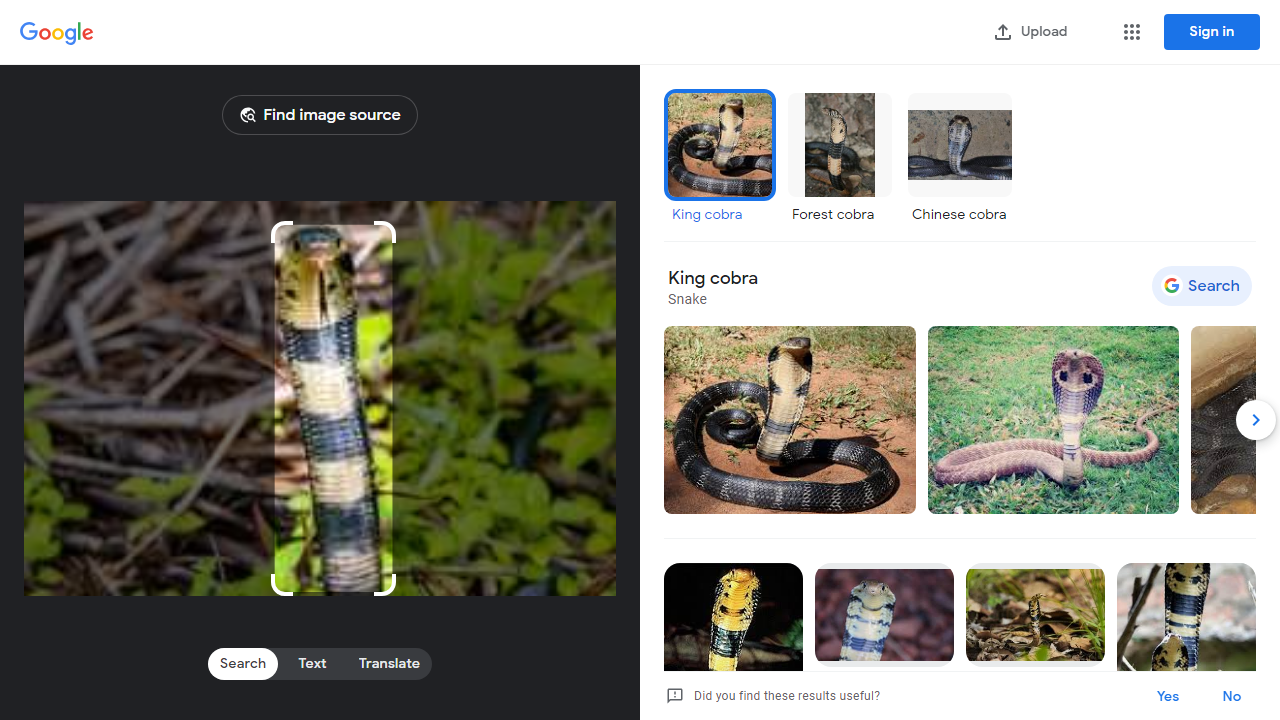 Google
Upload
Sign in
Find image source
King cobra
Forest cobra
Chinese cobra
King cobra
Snake
Search
Search
Text
Translate
Did you find these results useful?
Yes
No